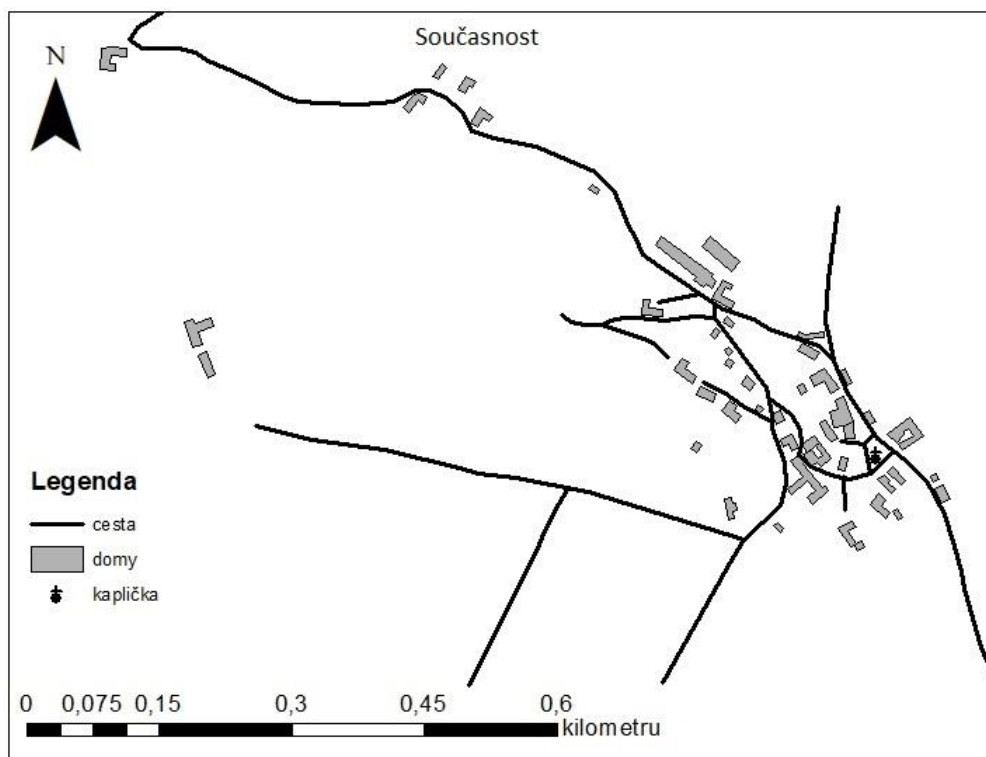 Současnost
N
Legenda
cesta
domy
kaplička
0 0,075 0,15 0,3 0,45 0,6
kilometru